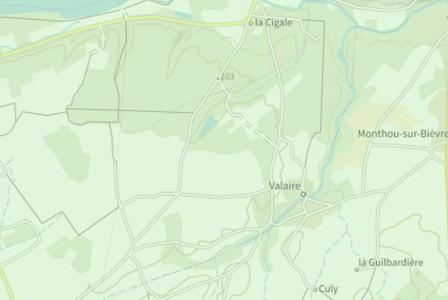 la Cigale
103
Monthou-sur-Bièvre
Valaire
la Guilbardière
Culy